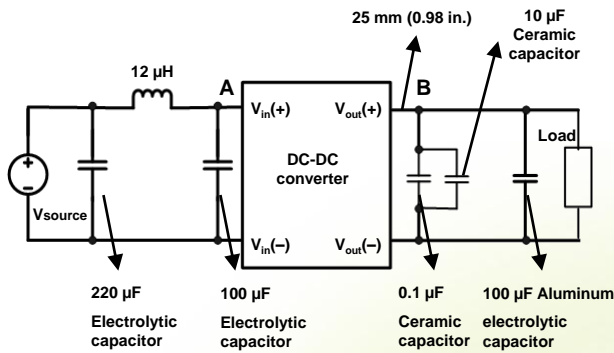 25 mm (0.98 in.)
10 µF
Ceramic
capacitor
12 µH
A
B
Vin(+)
Vout(+)
DC-DC
converter
Load
Vsource
Vin(–)
Vout(–)
220 µF
Electrolytic
capacitor
100 µF
Electrolytic
capacitor
0.1 µF
Ceramic
capacitor
100 µF Aluminum
electrolytic
capacitor